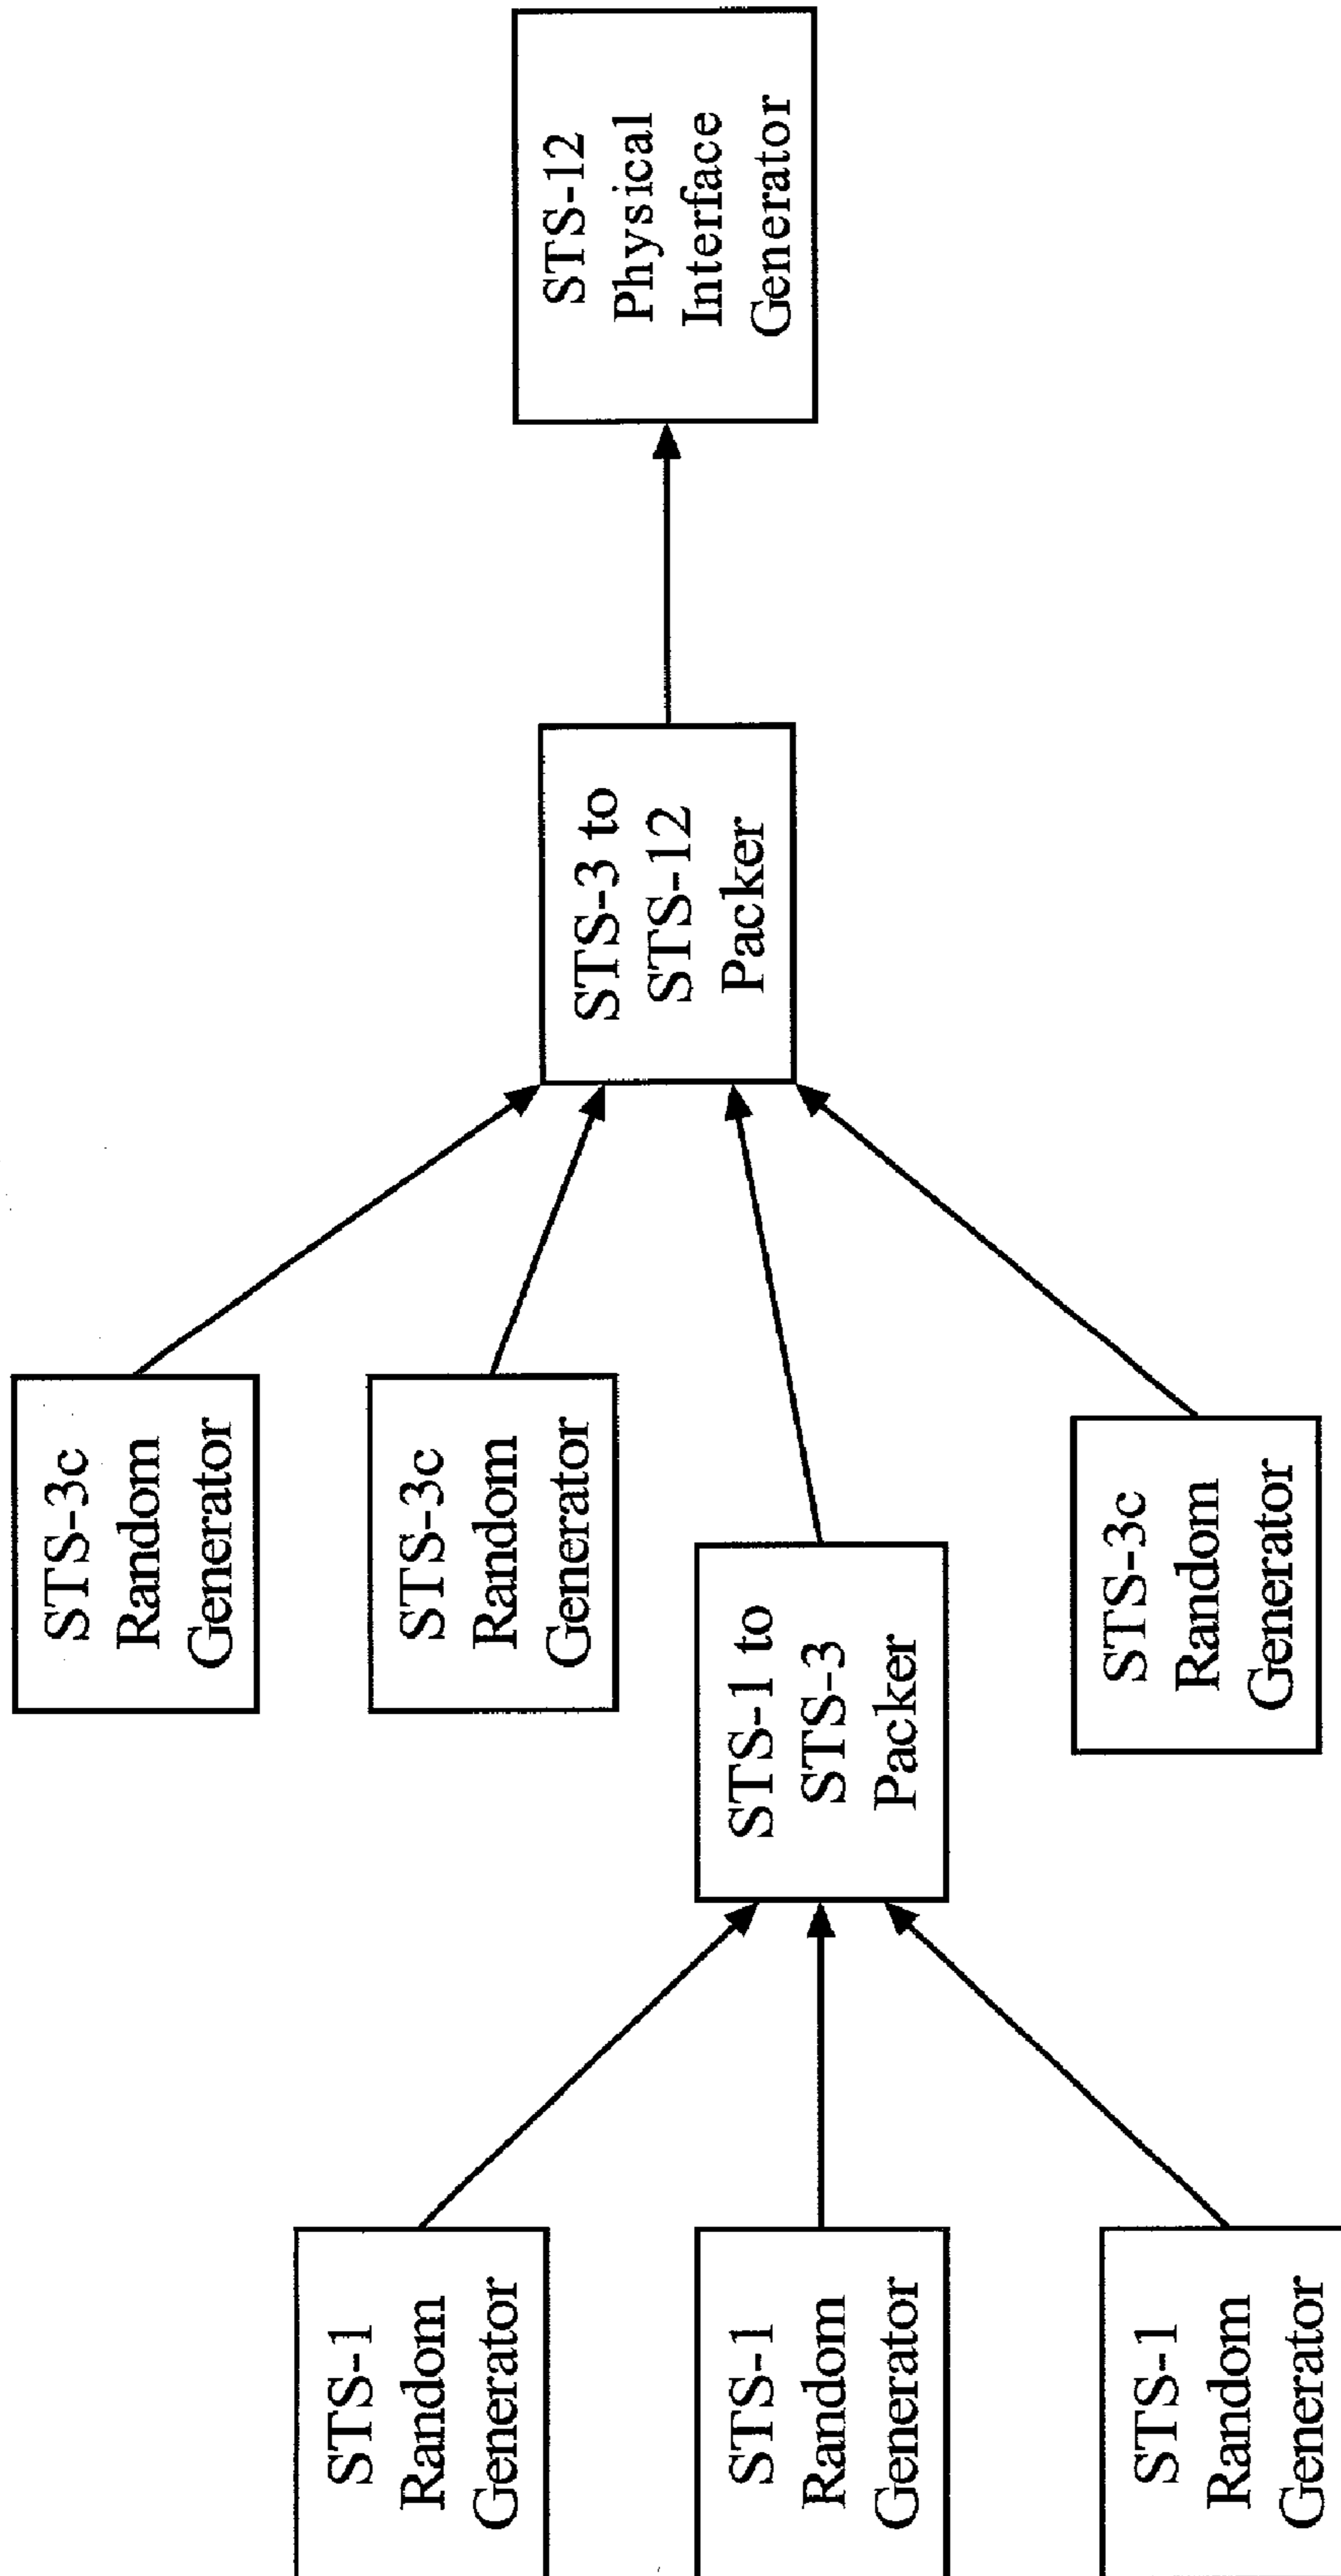 STS-1
Random
Generator
STS-1
Random
Generator
STS-1
Random
Generator
STS-3c
Random
Generator
STS-3c
Random
Generator
STS-1 to
STS-3
Packer
STS-3c
Random
Generator
STS-3 to
STS-12
Packer
STS-12
Physical
Interface
Generator